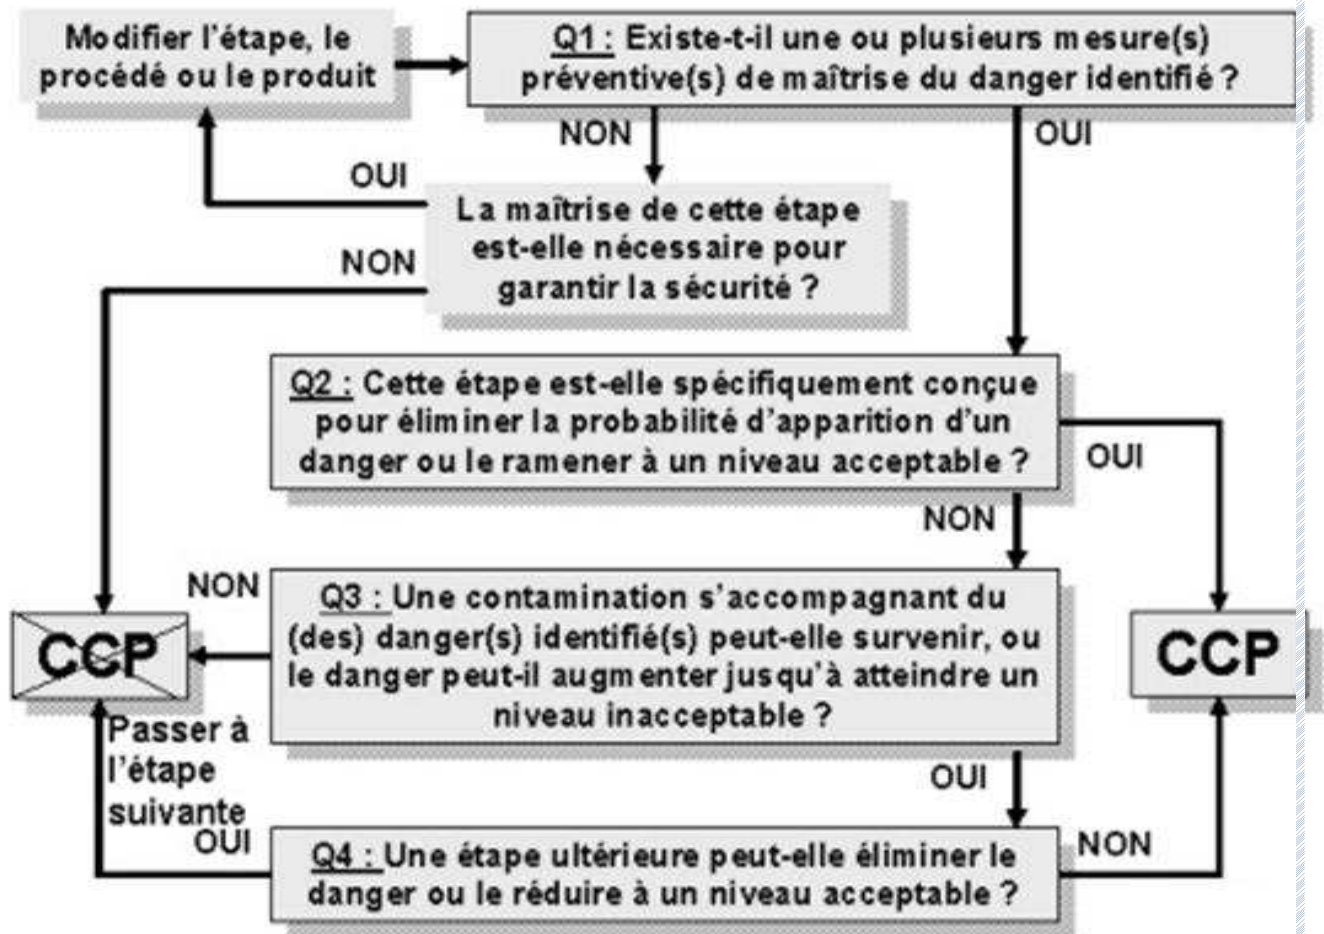 Modifier l'étape, le
procédé ou le produit
Q1 : Existe-t-il une ou plusieurs mesure(s)
préventive(s) de maîtrise du danger identifié ?
NON
OUI
OUI
La maîtrise de cette étape
est-elle nécessaire pour
garantir la sécurité ?
NON
Q2 : Cette étape est-elle spécifiquement conçue
pour éliminer la probabilité d'apparition d'un
danger ou le ramener à un niveau acceptable ?
OUI
NON
NON
Q3 : Une contamination s'accompagnant du
(des) danger(s) identifié(s) peut-elle survenir, ou
le danger peut-il augmenter jusqu'à atteindre un
niveau inacceptable ?
CCP
CCP
Passer à
l'étape
suivante
OUI
OUI
Q4 : Une étape ultérieure peut-elle éliminer le
danger ou le réduire à un niveau acceptable ?
NON